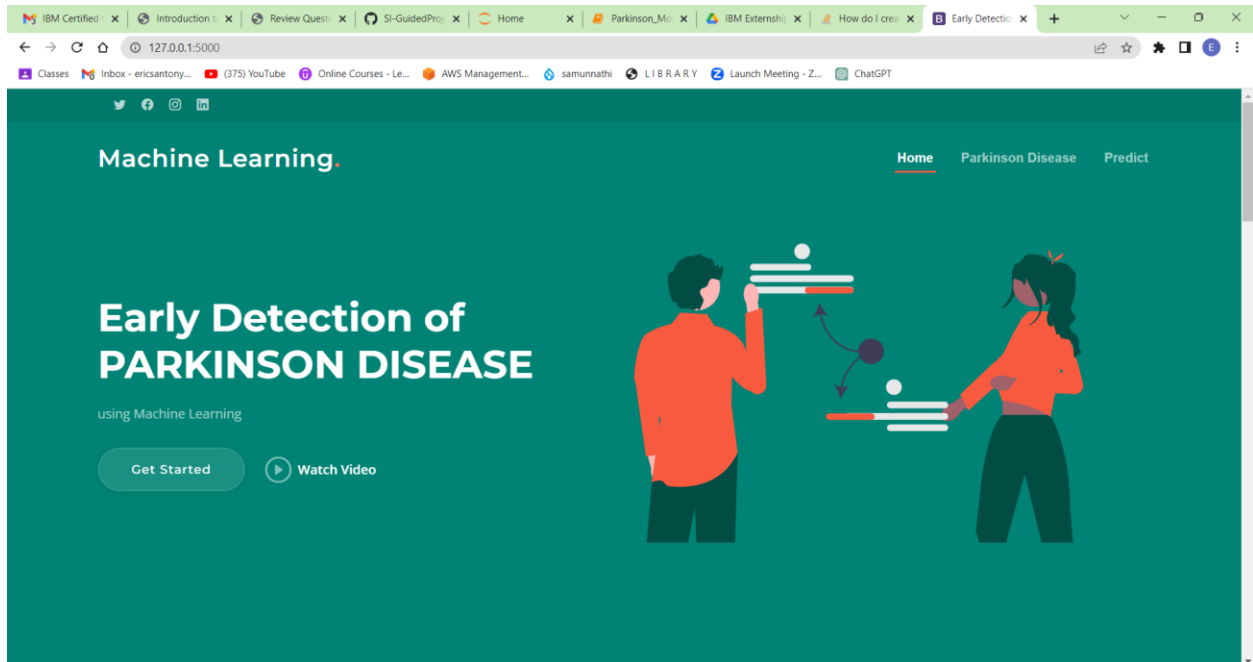 IBM Certified
Introduction t
Review Questi
SI-GuidedProj
Home
Parkinson_Mo
IBM Externshi
How do I crea
Early Detectio
127.0.0.1:5000
E
Classes
Inbox - ericsantony...
(375) YouTube
Online Courses - Le...
AWS Management...
samunnathi
L I B R A R Y
Launch Meeting - Z...
ChatGPT
Machine Learning.
Home
Parkinson Disease
Predict
Early Detection of
PARKINSON DISEASE
using Machine Learning
Get Started
Watch Video